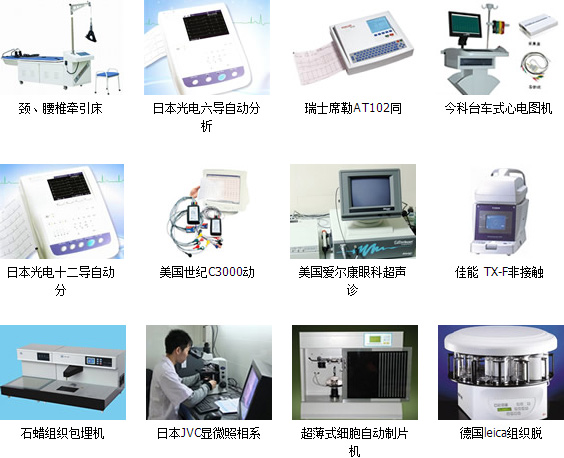 颈、腰椎牵引床
日本光电六导自动分
析
瑞士席勒AT102同
今科台车式心电图机
日本光电十二导自动
分
美国世纪C3000动
美国爱尔康眼科超声
诊
佳能 TX-F非接触
石蜡组织包埋机
日本JVC显微照相系
超薄式细胞自动制片
机
德国leica组织脱